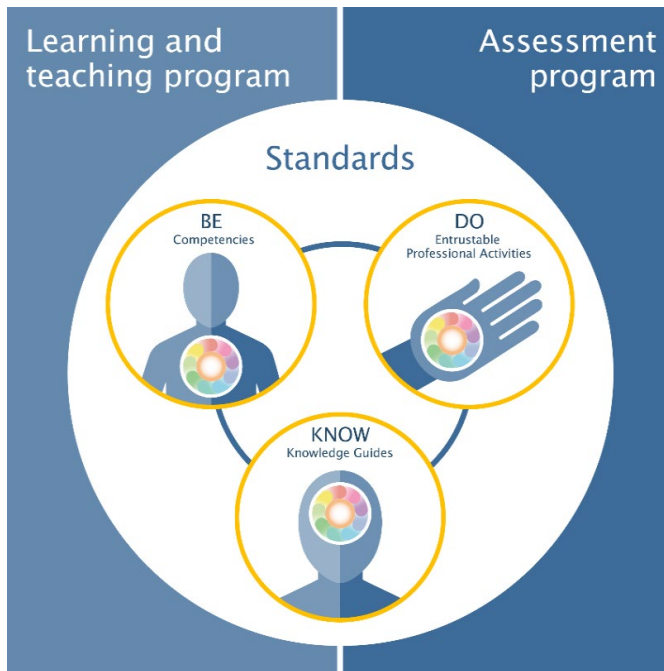 Learning and
teaching program
Assessment
program
Standards
BE
Competencies
DO
Entrustable
Professional Activities
KNOW
Knowledge Guides